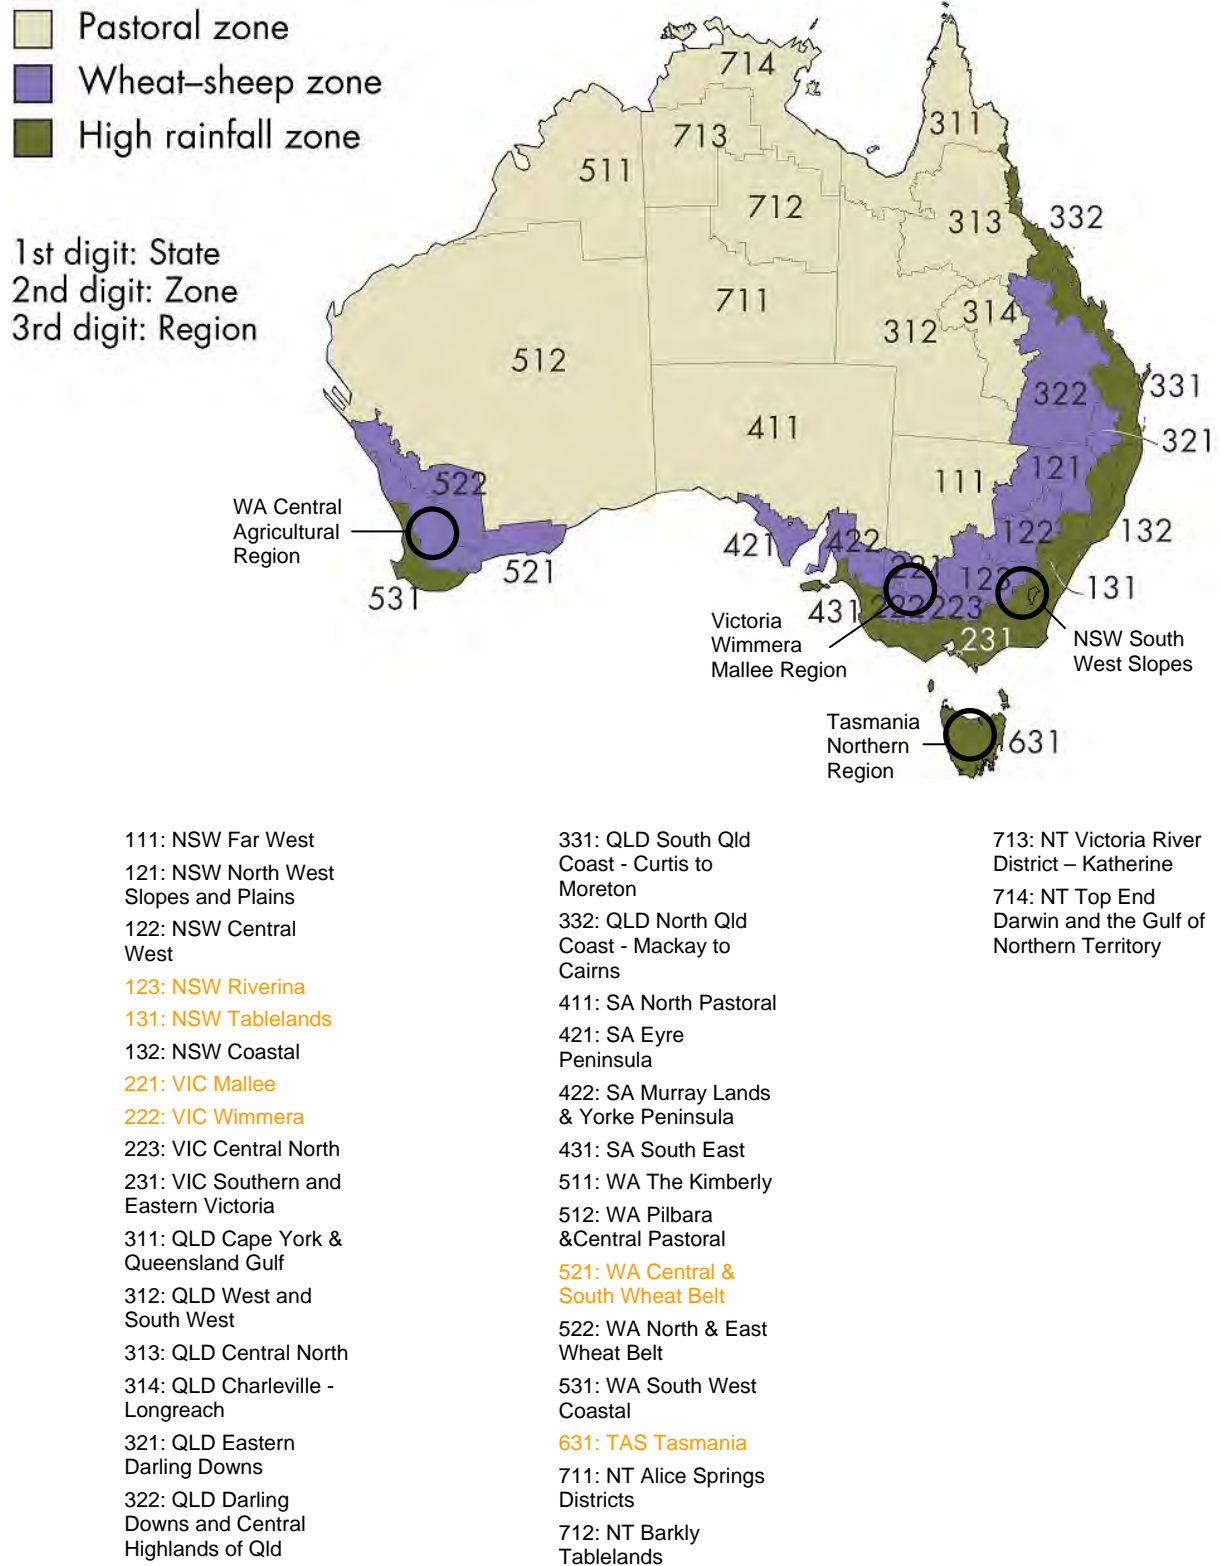 Pastoral zone
Wheat–sheep zone
High rainfall zone
1st digit: State
2nd digit: Zone
3rd digit: Region
714
713
511
712
311
313
332
711
312
314
512
322
331
321
411
111
121
522
122
132
421
422
221
123
131
521
531
431
222
223
231
631
WA Central
Agricultural
Region
Victoria
Wimmera
Mallee Region
NSW South
West Slopes
Tasmania
Northern
Region
111: NSW Far West
121: NSW North West
Slopes and Plains
122: NSW Central
West
123: NSW Riverina
131: NSW Tablelands
132: NSW Coastal
221: VIC Mallee
222: VIC Wimmera
223: VIC Central North
231: VIC Southern and
Eastern Victoria
311: QLD Cape York &
Queensland Gulf
312: QLD West and
South West
313: QLD Central North
314: QLD Charleville -
Longreach
321: QLD Eastern
Darling Downs
322: QLD Darling
Downs and Central
Highlands of Qld
331: QLD South Qld
Coast - Curtis to
Moreton
332: QLD North Qld
Coast - Mackay to
Cairns
411: SA North Pastoral
421: SA Eyre
Peninsula
422: SA Murray Lands
& Yorke Peninsula
431: SA South East
511: WA The Kimberly
512: WA Pilbara
&Central Pastoral
521: WA Central &
South Wheat Belt
522: WA North & East
Wheat Belt
531: WA South West
Coastal
631: TAS Tasmania
711: NT Alice Springs
Districts
712: NT Barkly
Tablelands
713: NT Victoria River
District – Katherine
714: NT Top End
Darwin and the Gulf of
Northern Territory